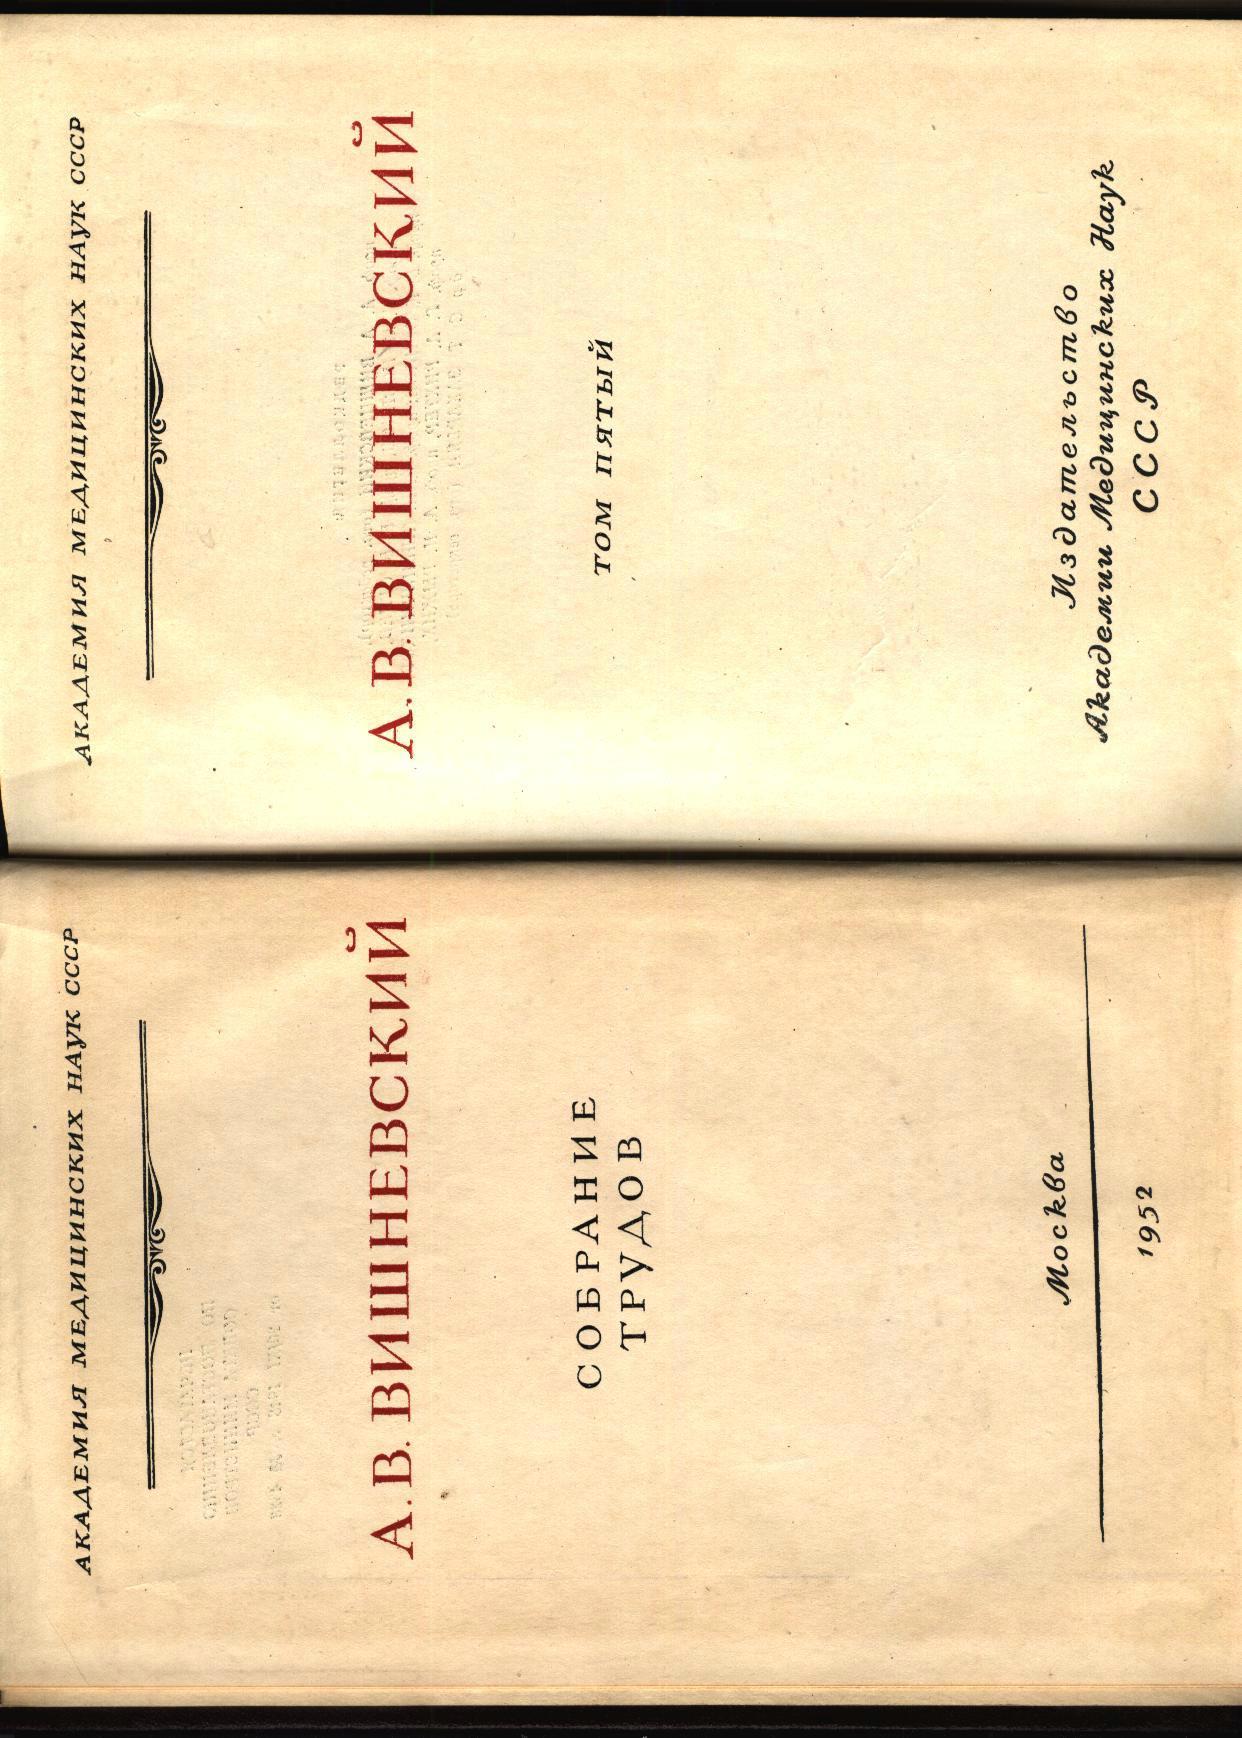 АКАДЕМИЯ МЕДИЦИНСКИХ НАУК СССР
А. В. ВИШНЕВСКИЙ
СОБРАНИЕ
ТРУДОВ
Москва
1952
АКАДЕМИЯ МЕДИЦИНСКИХ НАУК СССР
А. В. ВИШНЕВСКИЙ
ТОМ ПЯТЫЙ
Издательство
Академии Медицинских Наук
СССР